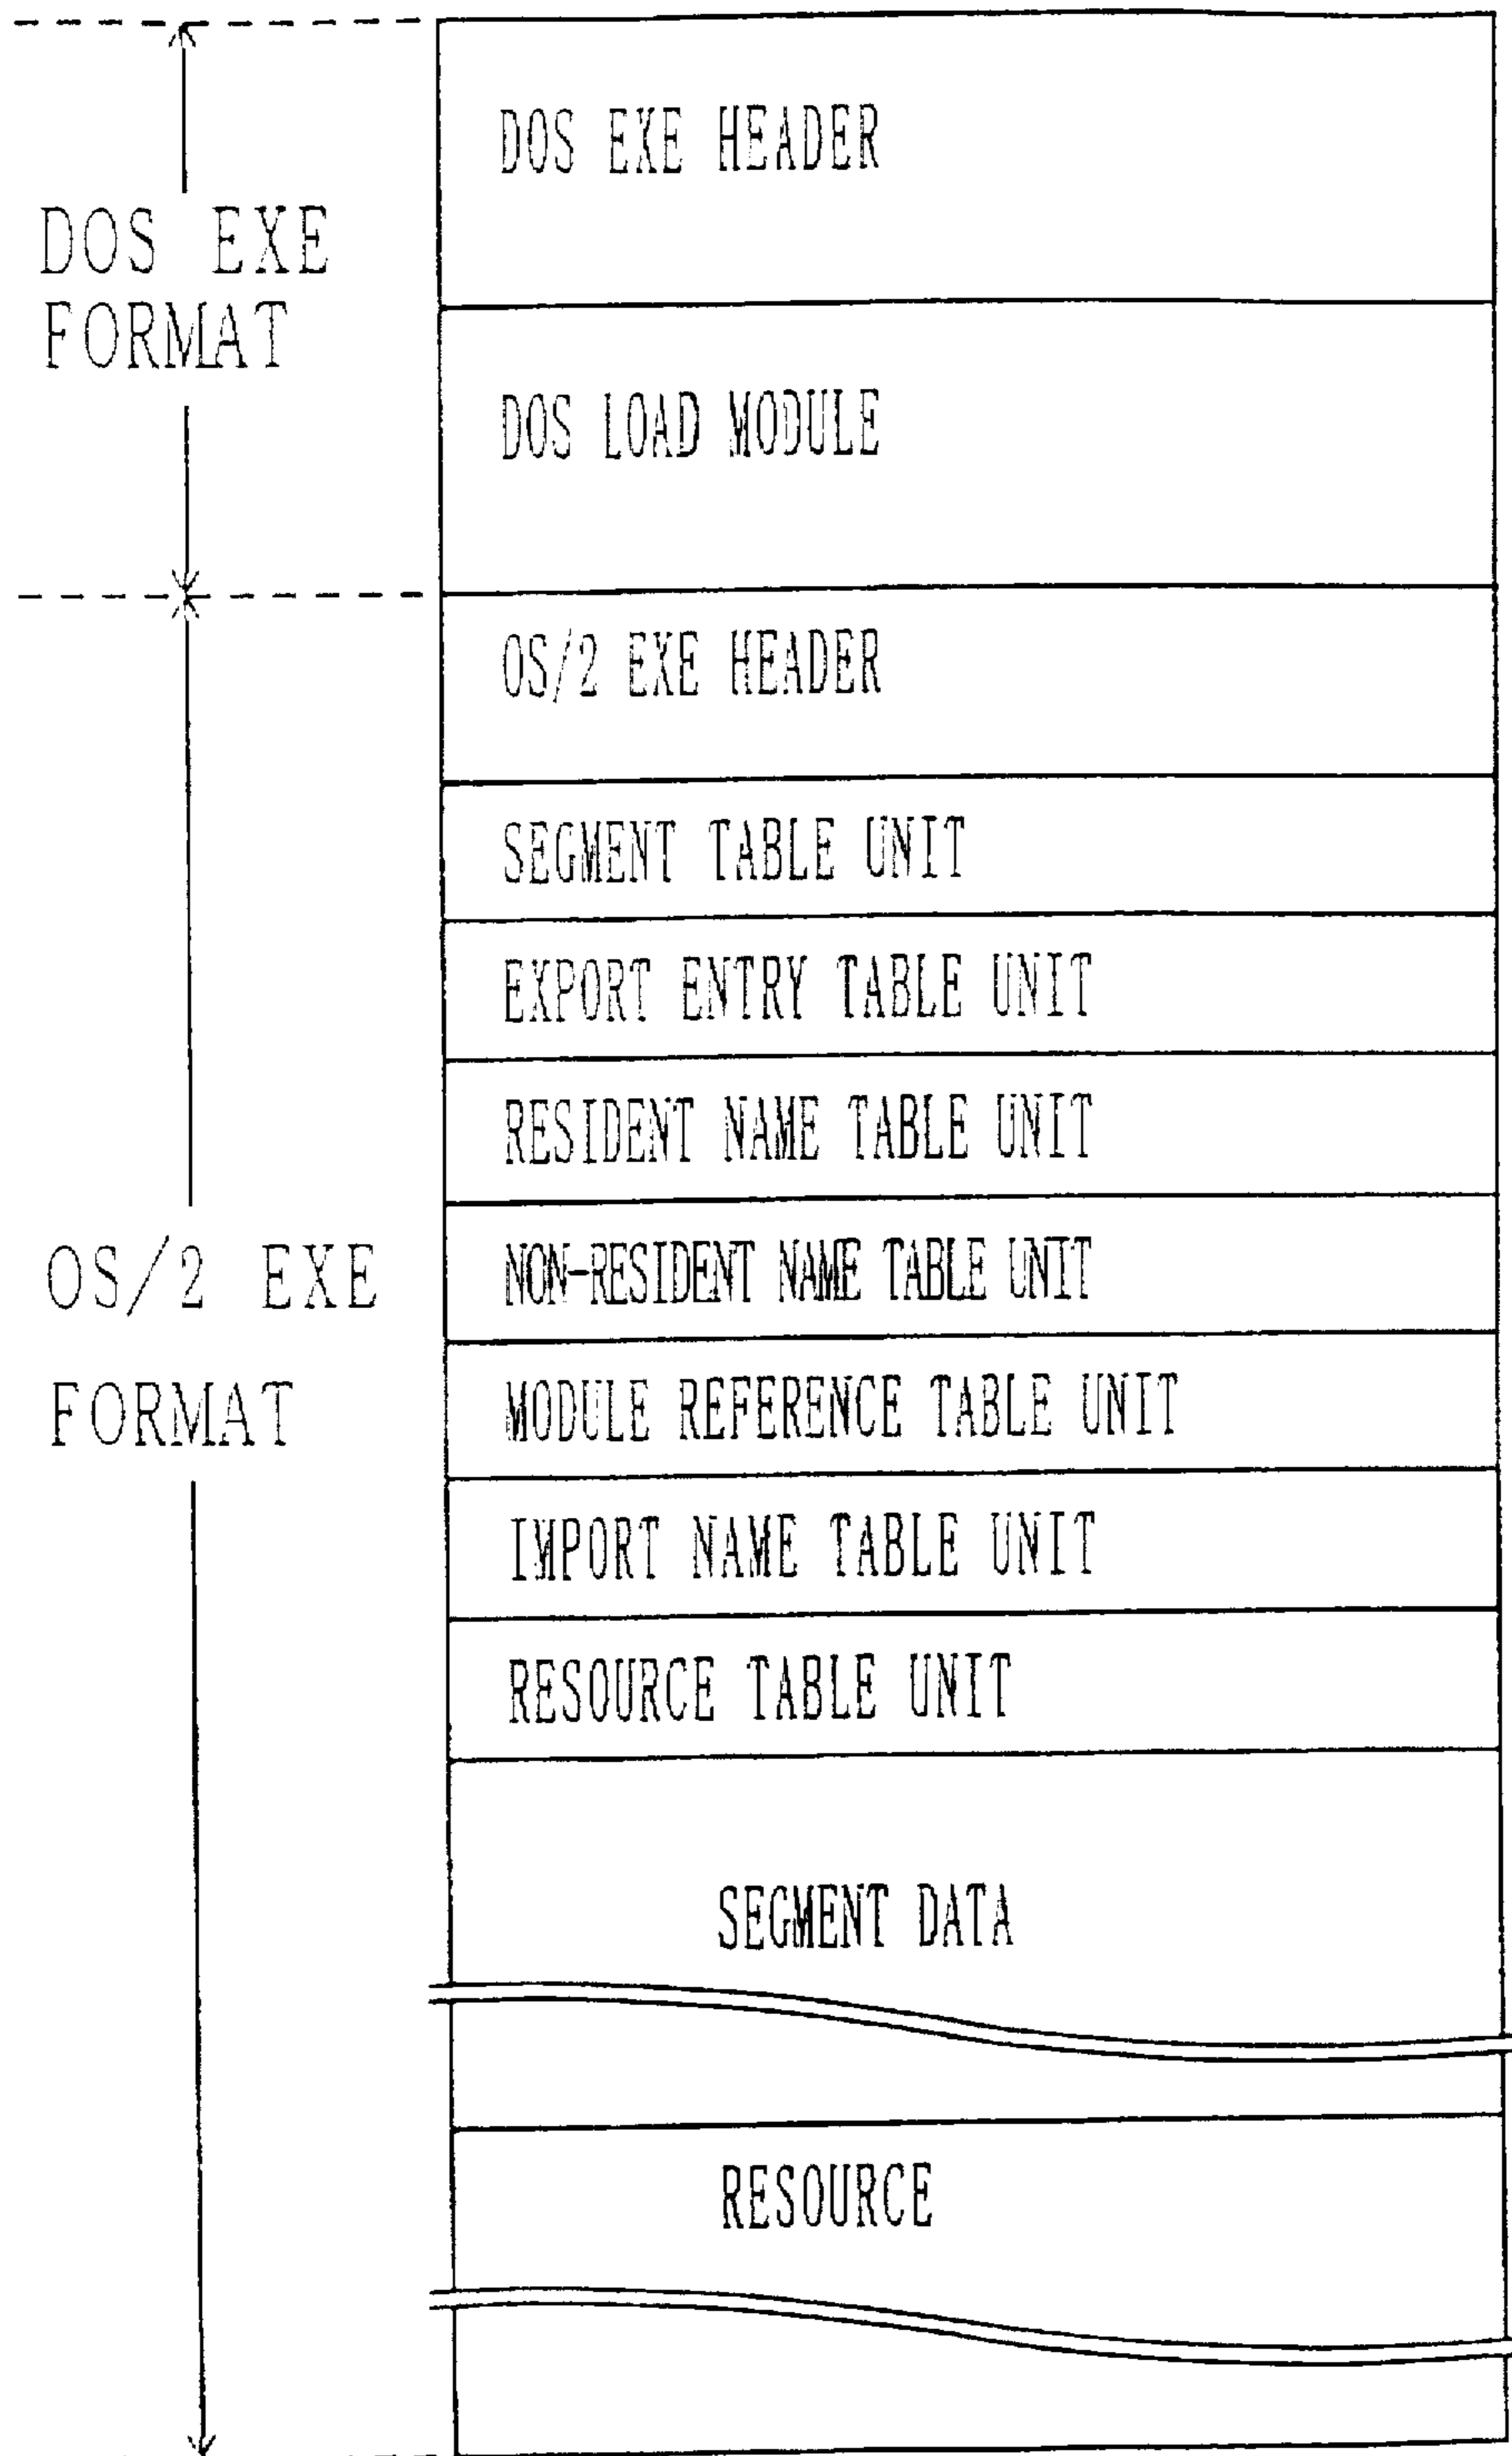 DOS EXE HEADER
DOS EXE
FORMAT
DOS LOAD MODULE
OS/2 EXE HEADER
SEGMENT TABLE UNIT
EXPORT ENTRY TABLE UNIT
RESIDENT NAME TABLE UNIT
OS/2 EXE
FORMAT
NON-RESIDENT NAME TABLE UNIT
MODULE REFERENCE TABLE UNIT
IMPORT NAME TABLE UNIT
RESOURCE TABLE UNIT
SEGMENT DATA
RESOURCE